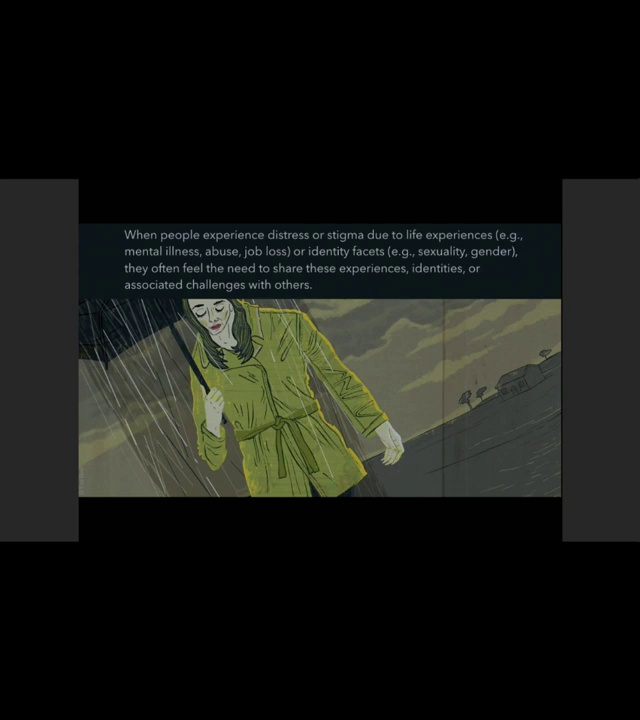 When people experience distress or stigma due to life experiences (e.g.,
mental illness, abuse, job loss) or identity facets (e.g., sexuality, gender),
they often feel the need to share these experiences, identities, or
associated challenges with others.